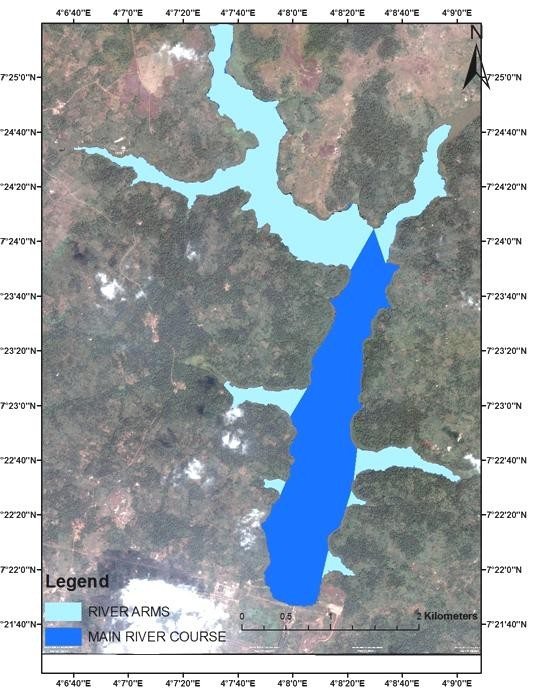 4°6'40"E 4°7'0"E 4°7'20"E 4°7'40"E 4°8'0"E 4°8'20"E 4°8'40"E 4°9'0"E
N
7°25'0"N 7°25'0"N
7°24'40"N 7°24'40"N
7°24'20"N 7°24'20"N
7°24'0"N 7°24'0"N
7°23'40"N 7°23'40"N
7°23'20"N 7°23'20"N
7°23'0"N 7°23'0"N
7°22'40"N 7°22'40"N
7°22'20"N 7°22'20"N
7°22'0"N 7°22'0"N
Legend
RIVER ARMS
MAIN RIVER COURSE
0 0.5 1 2 Kilometers
7°21'40"N 7°21'40"N
4°6'40"E 4°7'0"E 4°7'20"E 4°7'40"E 4°8'0"E 4°8'20"E 4°8'40"E 4°9'0"E